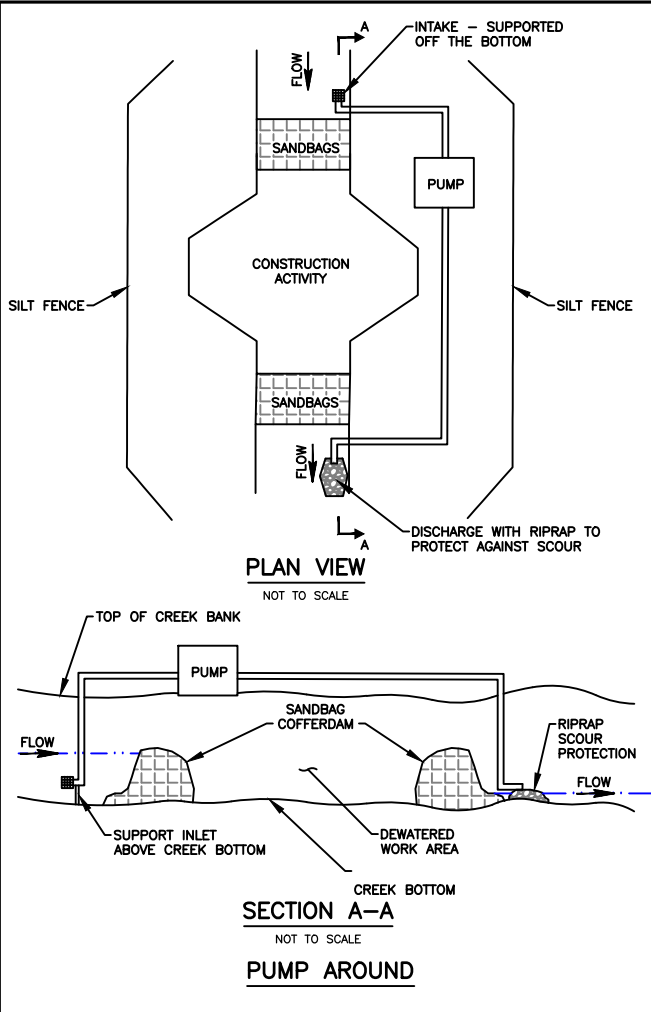 A
INTAKE – SUPPORTED
OFF THE BOTTOM
FLOW
SANDBAGS
PUMP
CONSTRUCTION
ACTIVITY
SILT FENCE
SILT FENCE
SANDBAGS
FLOW
A
DISCHARGE WITH RIPRAP TO
PROTECT AGAINST SCOUR
PLAN VIEW
NOT TO SCALE
TOP OF CREEK BANK
PUMP
SANDBAG
COFFERDAM
FLOW
RIPRAP
SCOUR
PROTECTION
FLOW
SUPPORT INLET
ABOVE CREEK BOTTOM
DEWATERED
WORK AREA
CREEK BOTTOM
SECTION A–A
NOT TO SCALE
PUMP AROUND